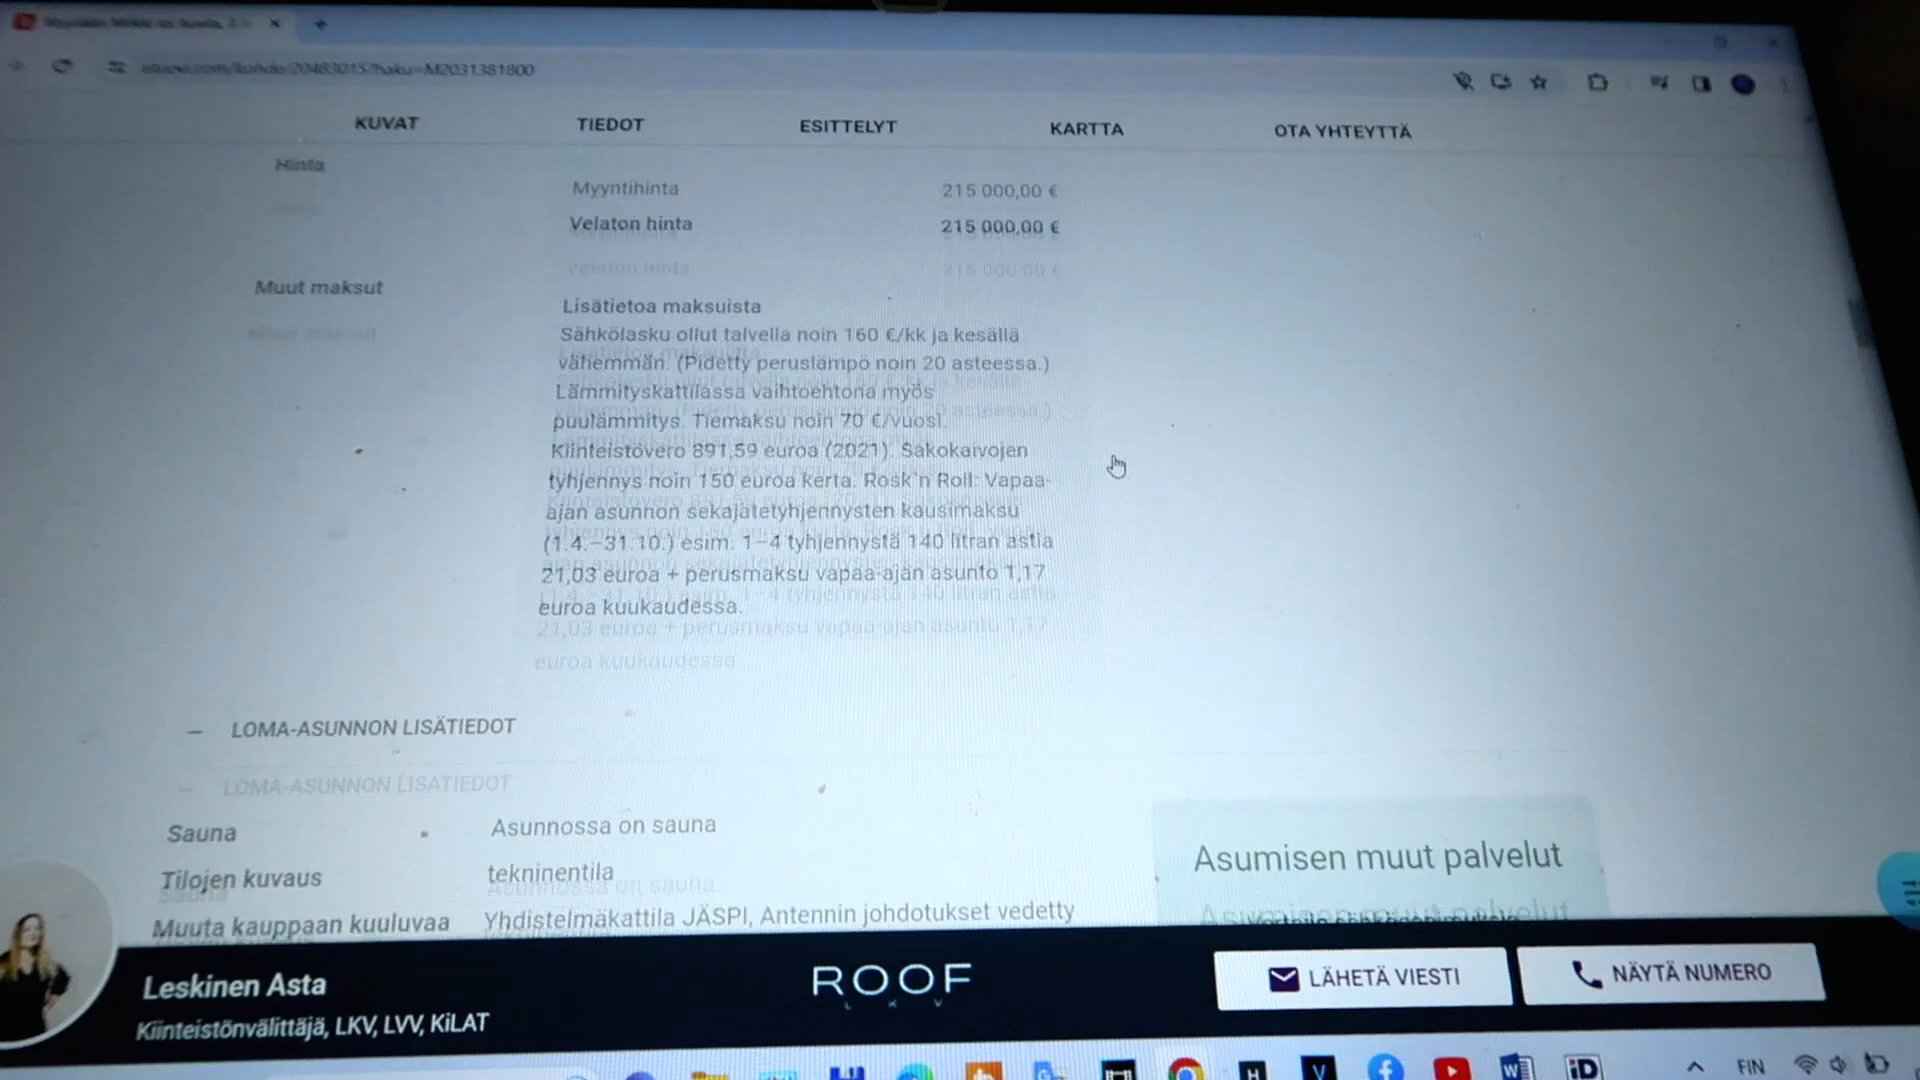 KUVAT TIEDOT ESITTELYT KARTTA OTA YHTEYTTÄ
Hinta
Myyntihinta 215 000,00 €
Velaton hinta 215 000,00 €
Muut maksut
Lisätietoa maksuista
Sähkölasku ollut talvella noin 160 €/kk ja kesällä
vähemmän. (Pidetty peruslämpö noin 20 asteessa.)
Lämmityskattilassa vaihtoehtona myös
puulämmitys. Tiemaksu noin 70 €/vuosi.
Kiinteistövero 891,59 euroa (2021). Sakokaivojen
tyhjennys noin 150 euroa kerta. Rosk'n Roll: Vapaa-
ajan asunnon sekajätetyhjennysten kausimaksu
(1.4.–31.10.) esim. 1–4 tyhjennystä 140 litran astia
21,03 euroa + perusmaksu vapaa-ajan asunto 1,17
euroa kuukaudessa.
– LOMA-ASUNNON LISÄTIEDOT
Sauna Asunnossa on sauna
Tilojen kuvaus tekninentila
Muuta kauppaan kuuluvaa Yhdistelmäkattila JÄSPI, Antennin johdotukset vedetty
Asumisen muut palvelut
Leskinen Asta
Kiinteistönvälittäjä, LKV, LVV, KiLAT
ROOF
LKV
LÄHETÄ VIESTI
NÄYTÄ NUMERO
FIN